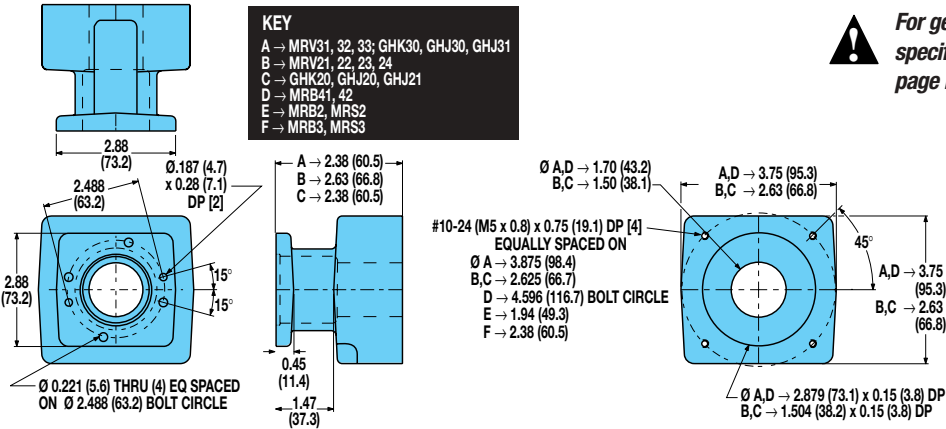 KEY
A → MRV31, 32, 33; GHK30, GHJ30, GHJ31
B → MRV21, 22, 23, 24
C → GHK20, GHJ20, GHJ21
D → MRB41, 42
E → MRB2, MRS2
F → MRB3, MRS3
!
For ge
specif
page
2.88
(73.2)
2.488
(63.2)
Ø.187 (4.7)
x 0.28 (7.1)
DP [2]
2.88
(73.2)
15°
15°
Ø 0.221 (5.6) THRU (4) EQ SPACED
ON Ø 2.488 (63.2) BOLT CIRCLE
A → 2.38 (60.5)
B → 2.63 (66.8)
C → 2.38 (60.5)
0.45
(11.4)
1.47
(37.3)
Ø A,D → 1.70 (43.2)
B,C → 1.50 (38.1)
#10-24 (M5 x 0.8) x 0.75 (19.1) DP [4]
EQUALLY SPACED ON
Ø A → 3.875 (98.4)
B,C → 2.625 (66.7)
D → 4.596 (116.7) BOLT CIRCLE
E → 1.94 (49.3)
F → 2.38 (60.5)
A,D → 3.75 (95.3)
B,C → 2.63 (66.8)
45°
A,D → 3.75
(95.3)
B,C → 2.63
(66.8)
Ø A,D → 2.879 (73.1) x 0.15 (3.8) DP
B,C → 1.504 (38.2) x 0.15 (3.8) DP